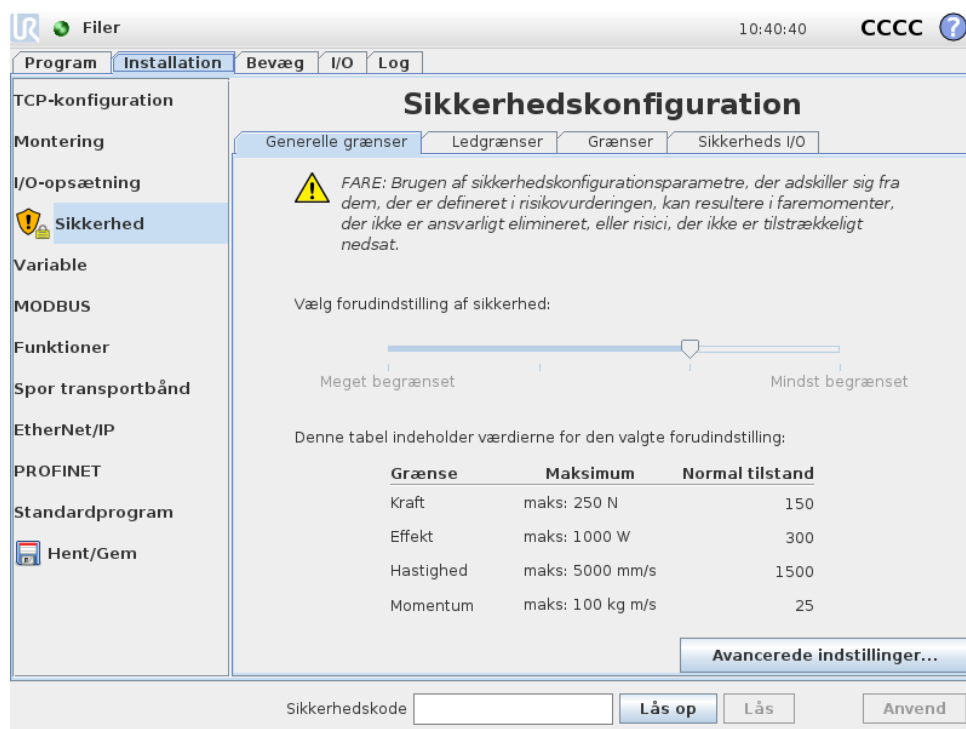 UR Filer 10:40:40 CCCC ?
Program Installation Bevæg I/O Log
TCP-konfiguration
Montering
I/O-opsætning
Sikkerhed
Variable
MODBUS
Funktioner
Spor transportbånd
EtherNet/IP
PROFINET
Standardprogram
Hent/Gem
Sikkerhedskonfiguration
Generelle grænser Ledgrænser Grænser Sikkerheds I/O
FARE: Brugen af sikkerhedskonfigurationsparametre, der adskiller sig fra
dem, der er defineret i risikovurderingen, kan resultere i faremomenter,
der ikke er ansvarligt elimineret, eller risici, der ikke er tilstrækkeligt
nedsat.
Vælg forudindstilling af sikkerhed:
Meget begrænset Mindst begrænset
Denne tabel indeholder værdierne for den valgte forudindstilling:
Grænse Maksimum Normal tilstand
Kraft maks: 250 N 150
Effekt maks: 1000 W 300
Hastighed maks: 5000 mm/s 1500
Momentum maks: 100 kg m/s 25
Avancerede indstillinger...
Sikkerhedskode Lås op Lås Anvend